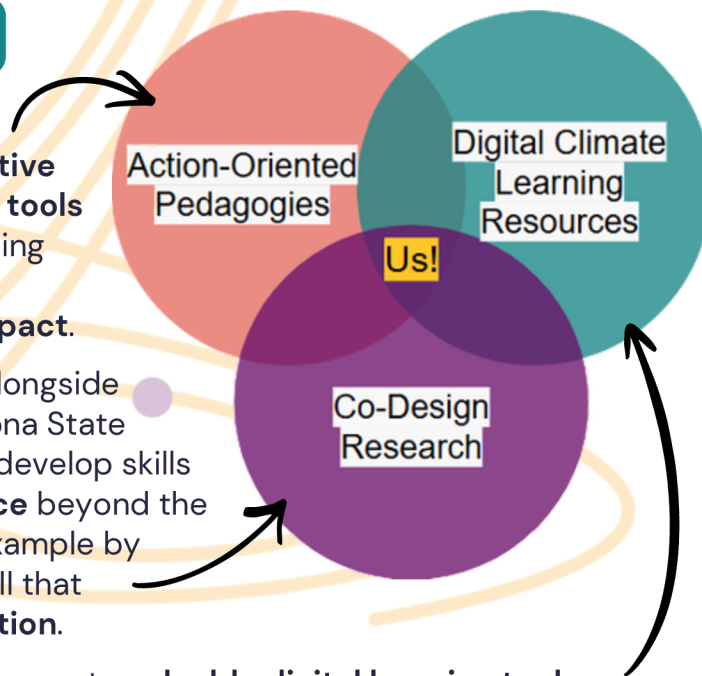 tive
tools
ing
pact.
longside
ona State
develop skills
ce beyond the
xample by
ll that
tion.
Action-Oriented
Pedagogies
Digital Climate
Learning
Resources
Us!
Co-Design
Research